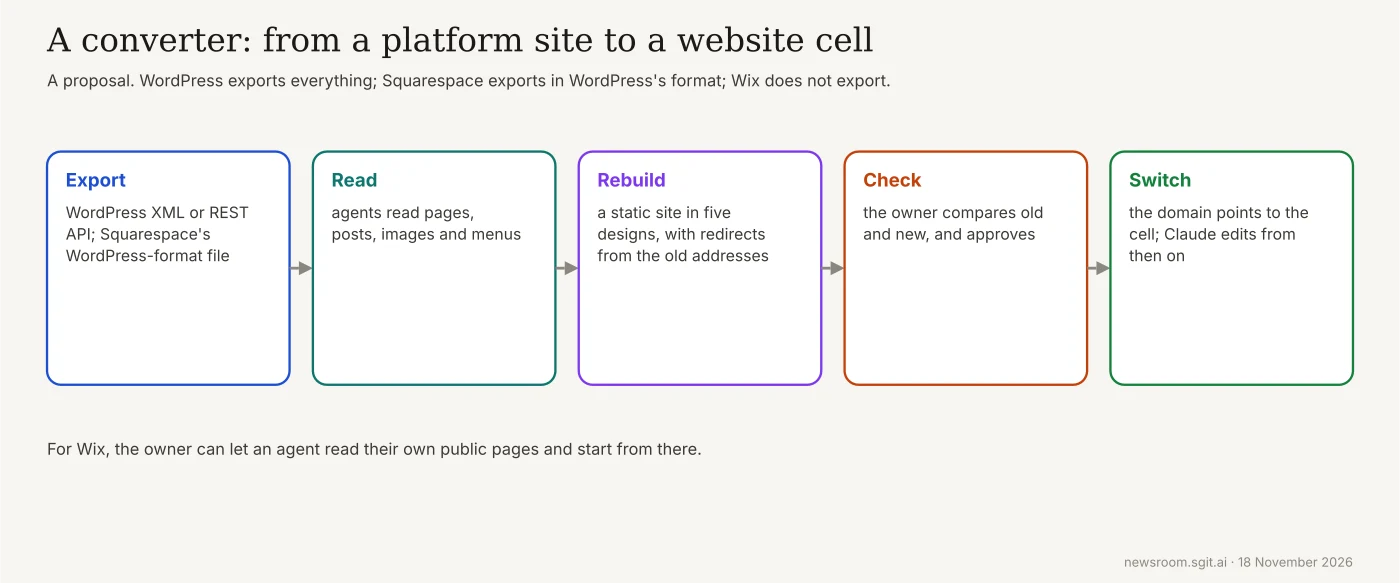 A converter: from a platform site to a website cell
A proposal. WordPress exports everything; Squarespace exports in WordPress's format; Wix does not export.
Export
WordPress XML or REST
API; Squarespace's
WordPress-format file
Read
agents read pages,
posts, images and menus
Rebuild
a static site in five
designs, with redirects
from the old addresses
Check
the owner compares old
and new, and approves
Switch
the domain points to the
cell; Claude edits from
then on
For Wix, the owner can let an agent read their own public pages and start from there.
newsroom.sgit.ai · 18 November 2026